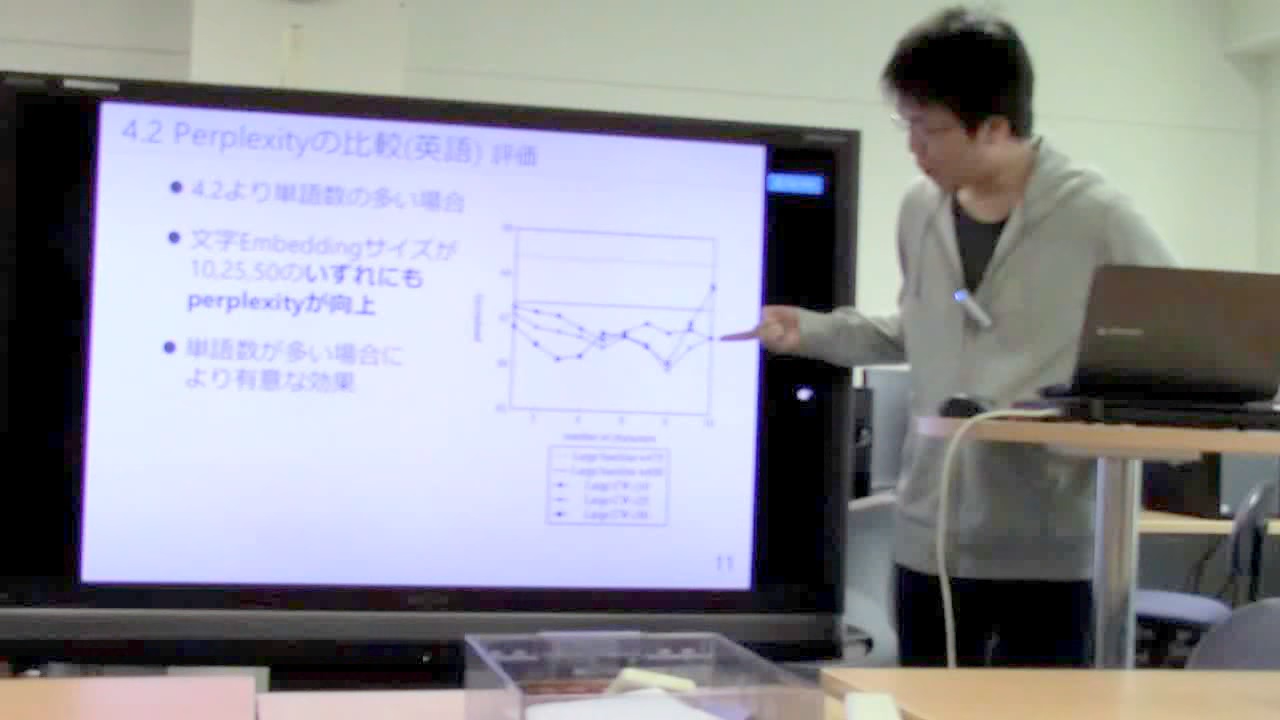 4.2 Perplexityの比較(英語) 評価
● 4.2より単語数の多い場合
● 文字Embeddingサイズが
10,25,50のいずれにも
perplexityが向上
● 単語数が多い場合に
より有意な効果
number of characters
11